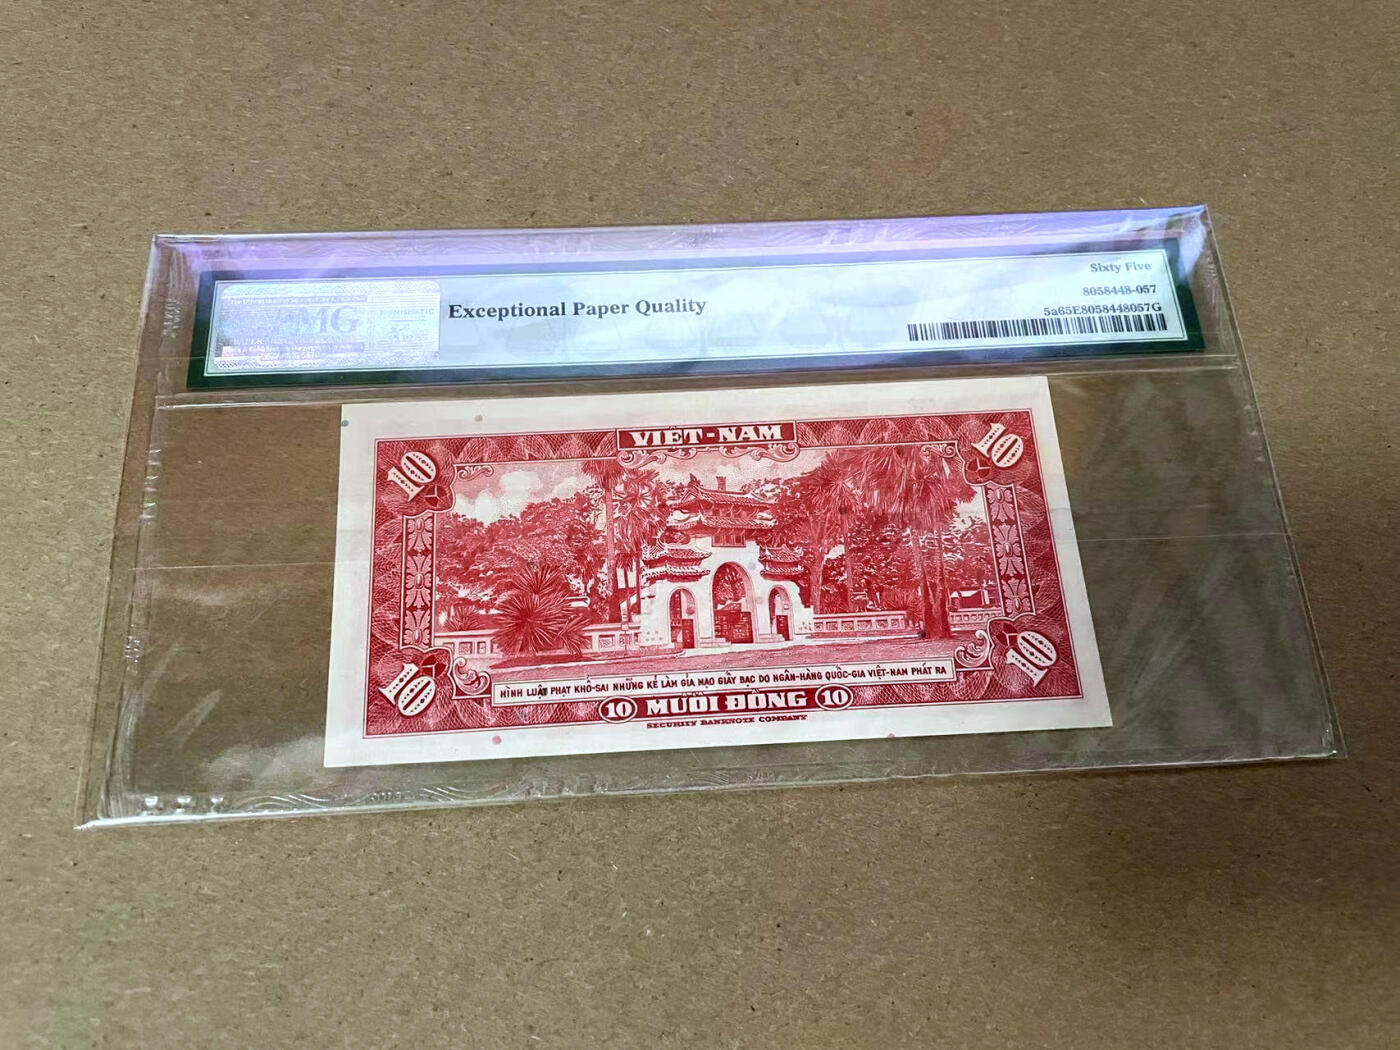 Sixty Five
Exceptional Paper Quality
8058448-057
5a65E8058448057G
PMG
NUMISMATIC
VIỆT-NAM
10
10
10
10
HÌNH LUẬT PHẠT KHỔ-SAI NHỮNG KẺ LÀM GIẢ MẠO GIẤY BẠC DO NGÂN-HÀNG QUỐC-GIA VIỆT-NAM PHÁT RA
10 MƯỜI ĐỒNG 10
SECURITY BANKNOTE COMPANY